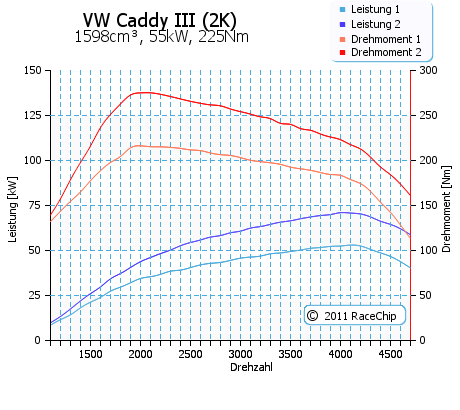 VW Caddy III (2K)
1598cm³, 55kW, 225Nm
Leistung 1
Leistung 2
Drehmoment 1
Drehmoment 2
150
125
100
75
50
25
0
Leistung [kW]
300
250
200
150
100
50
0
Drehmoment [Nm]
1500 2000 2500 3000 3500 4000 4500
Drehzahl
© 2011 RaceChip